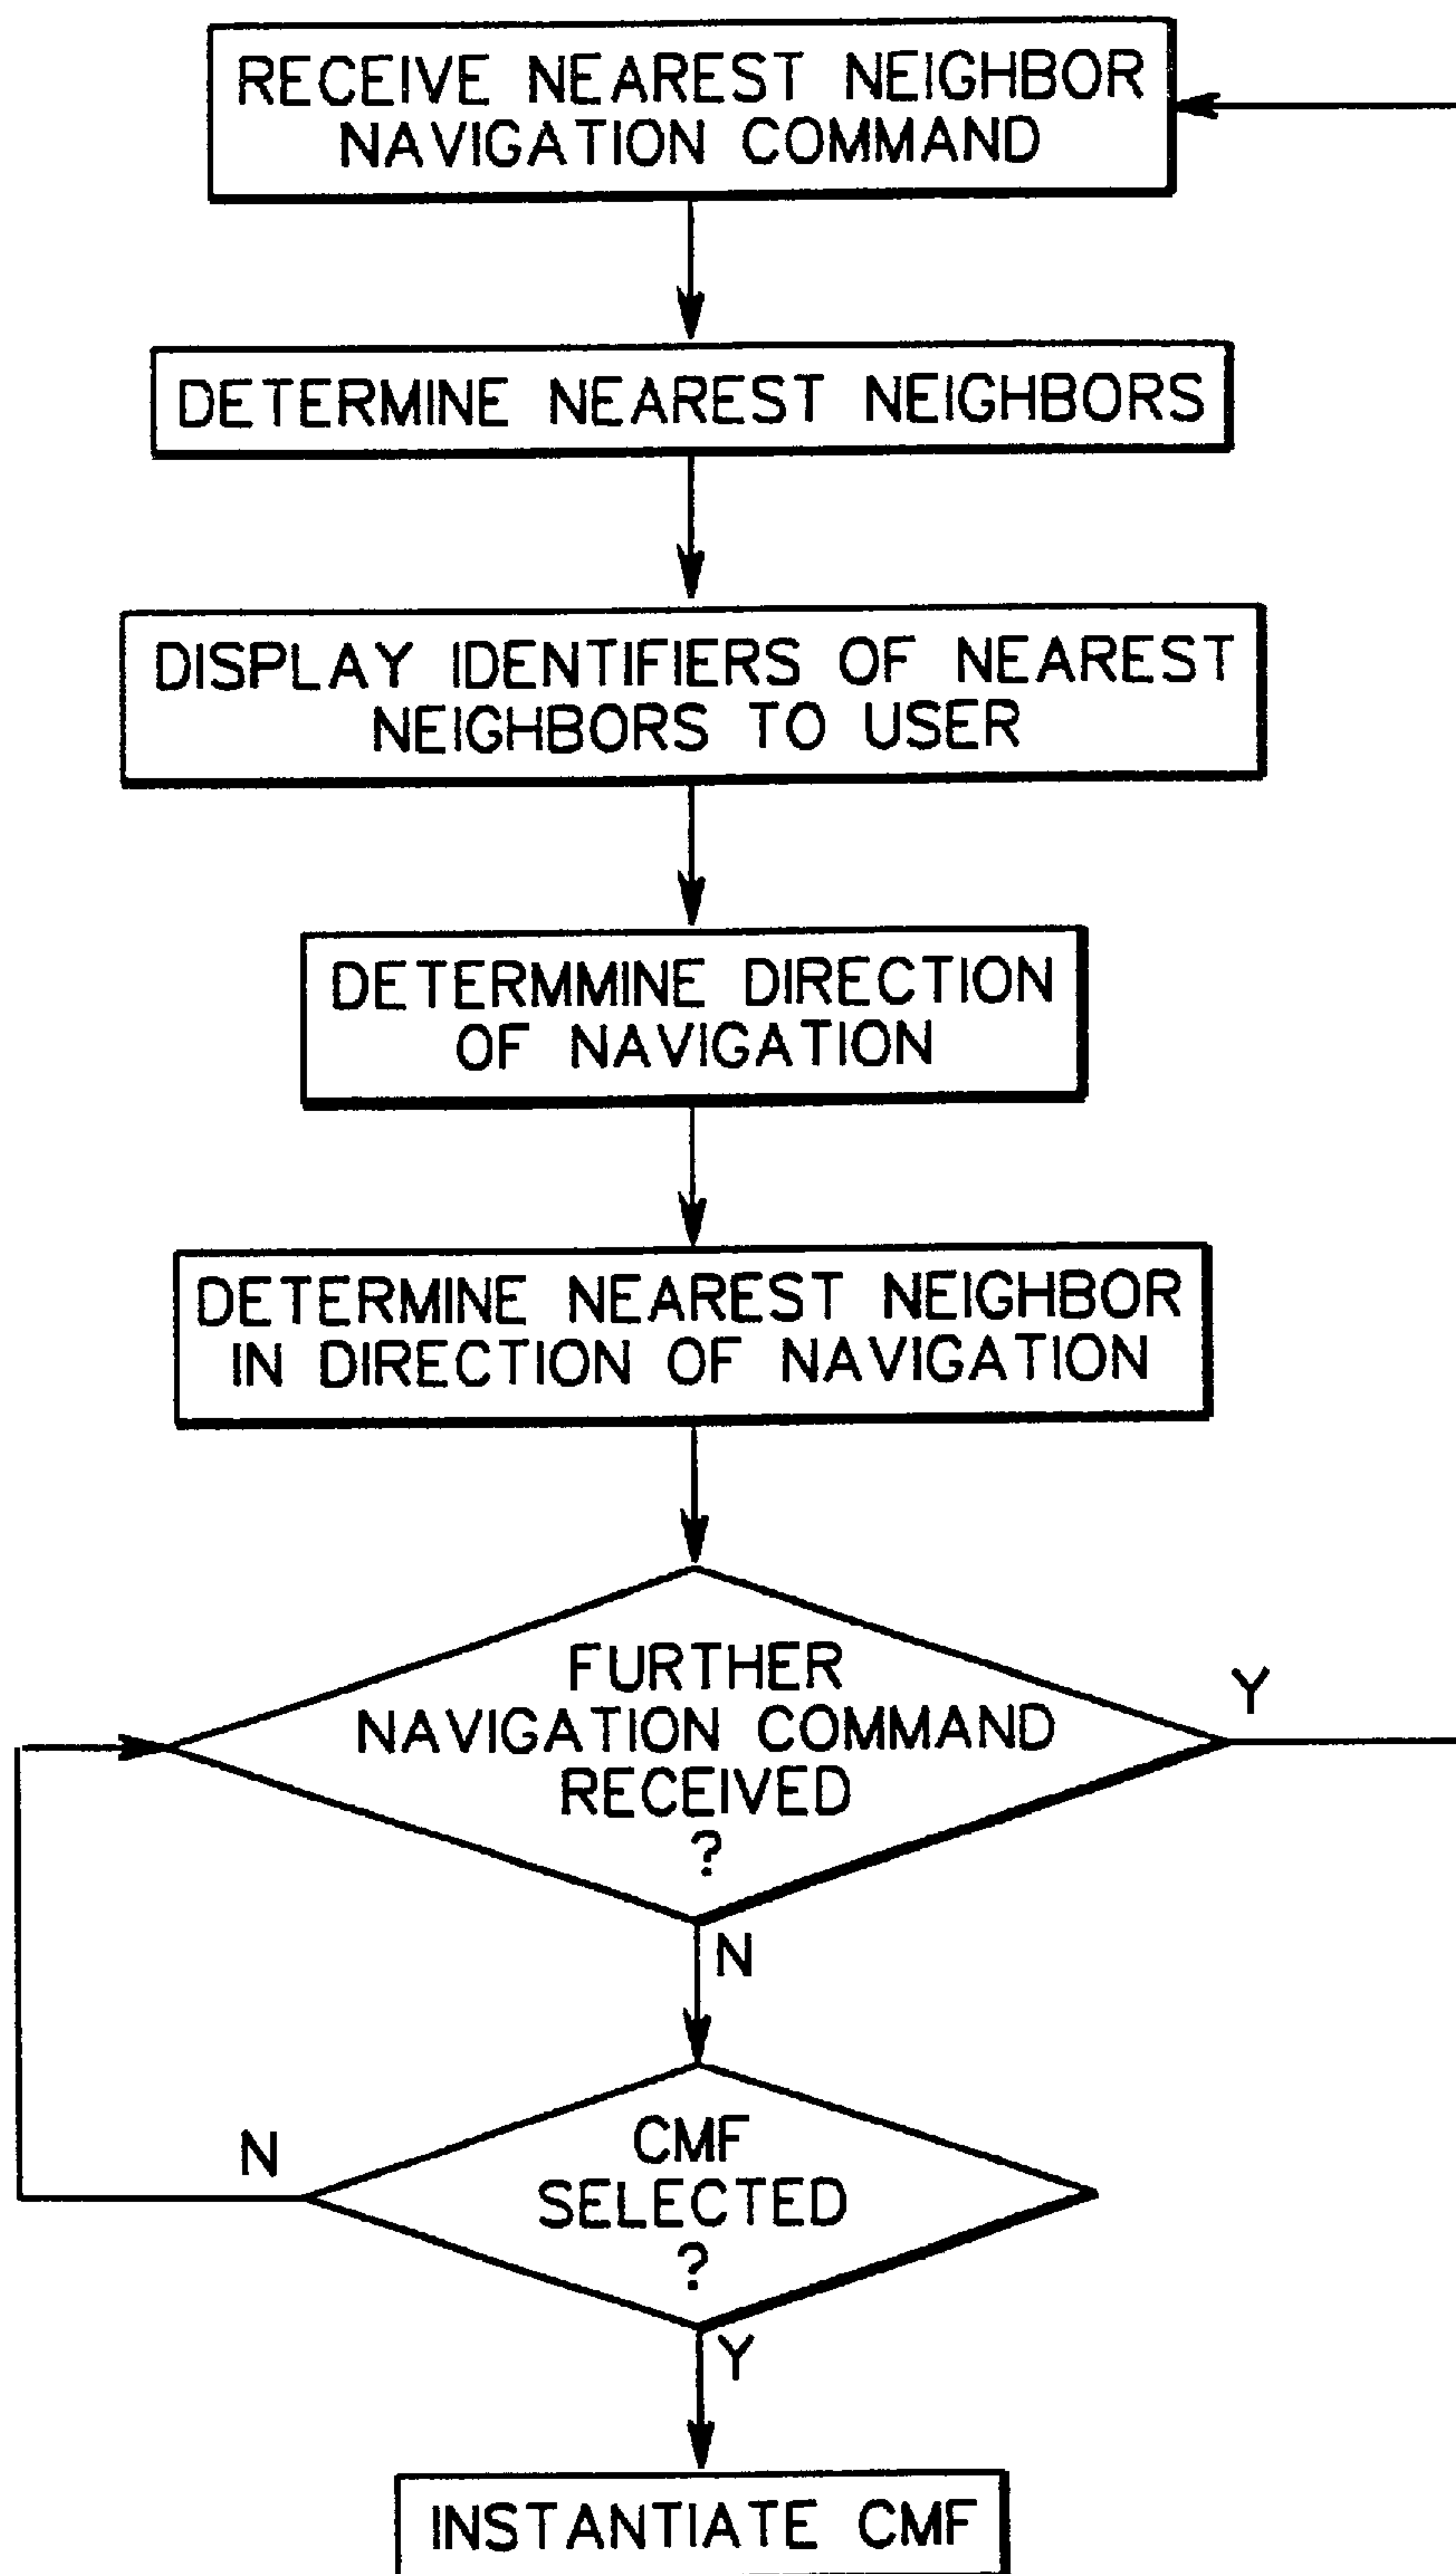 RECEIVE NEAREST NEIGHBOR
NAVIGATION COMMAND
DETERMINE NEAREST NEIGHBORS
DISPLAY IDENTIFIERS OF NEAREST
NEIGHBORS TO USER
DETERMMINE DIRECTION
OF NAVIGATION
DETERMINE NEAREST NEIGHBOR
IN DIRECTION OF NAVIGATION
FURTHER
NAVIGATION COMMAND
RECEIVED
?
Y
N
CMF
SELECTED
?
N
Y
INSTANTIATE CMF